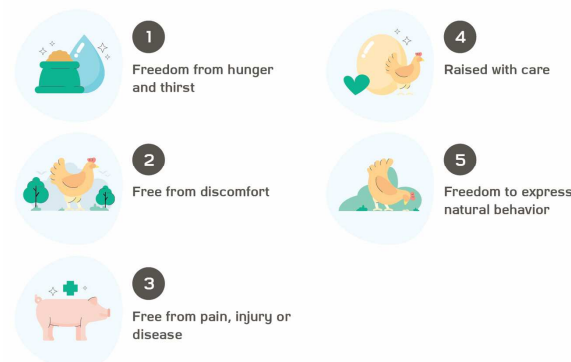 1
Freedom from hunger
and thirst
2
Free from discomfort
3
Free from pain, injury or
disease
4
Raised with care
5
Freedom to express
natural behavior